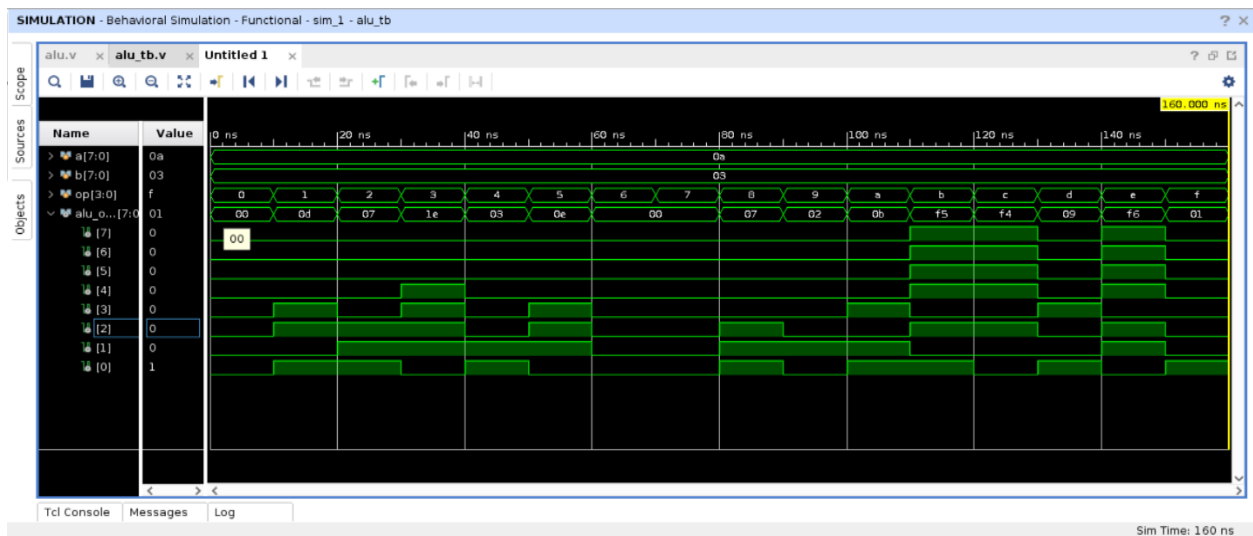 SIMULATION - Behavioral Simulation - Functional - sim_1 - alu_tb ? ×
Scope
Sources
Objects
alu.v × alu_tb.v × Untitled 1 × ?
160.000 ns
Name Value 0 ns 20 ns 40 ns 60 ns 80 ns 100 ns 120 ns 140 ns
a[7:0] 0a 0a
b[7:0] 03 03
op[3:0] f 0 1 2 3 4 5 6 7 8 9 a b c d e f
alu_o...[7:0 01 00 0d 07 1e 03 0e 00 07 02 0b f5 f4 09 f6 01
[7] 0 00
[6] 0
[5] 0
[4] 0
[3] 0
[2] 0
[1] 0
[0] 1
Tcl Console Messages Log
Sim Time: 160 ns